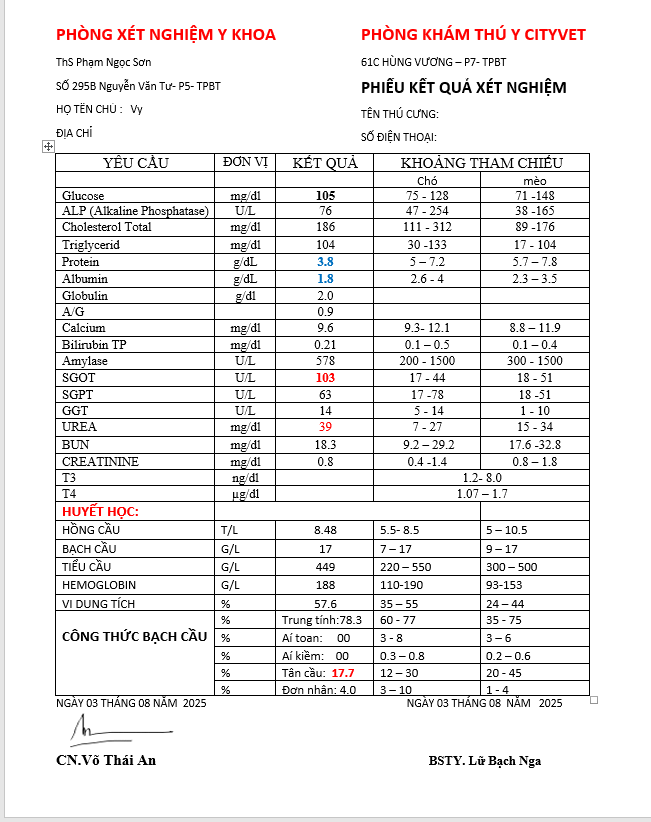 PHÒNG XÉT NGHIỆM Y KHOA PHÒNG KHÁM THÚ Y CITYVET
ThS Phạm Ngọc Sơn 61C HÙNG VƯƠNG – P7- TPBT
SỐ 295B Nguyễn Văn Tư- P5- TPBT PHIẾU KẾT QUẢ XÉT NGHIỆM
HỌ TÊN CHỦ : Vy TÊN THÚ CƯNG:
ĐỊA CHỈ SỐ ĐIỆN THOẠI:
YÊU CẦU ĐƠN VỊ KẾT QUẢ KHOẢNG THAM CHIẾU
Chó mèo
Glucose mg/dl 105 75 - 128 71 -148
ALP (Alkaline Phosphatase) U/L 76 47 - 254 38 -165
Cholesterol Total mg/dl 186 111 - 312 89 -176
Triglycerid mg/dl 104 30 -133 17 - 104
Protein g/dL 3.8 5 – 7.2 5.7 – 7.8
Albumin g/dL 1.8 2.6 - 4 2.3 – 3.5
Globulin g/dl 2.0
A/G 0.9
Calcium mg/dl 9.6 9.3- 12.1 8.8 – 11.9
Bilirubin TP mg/dl 0.21 0.1 – 0.5 0.1 – 0.4
Amylase U/L 578 200 - 1500 300 - 1500
SGOT U/L 103 17 - 44 18 - 51
SGPT U/L 63 17 -78 18 -51
GGT U/L 14 5 - 14 1 - 10
UREA mg/dl 39 7 - 27 15 - 34
BUN mg/dl 18.3 9.2 – 29.2 17.6 -32.8
CREATININE mg/dl 0.8 0.4 -1.4 0.8 – 1.8
T3 ng/dl 1.2- 8.0
T4 µg/dl 1.07 – 1.7
HUYẾT HỌC:
HỒNG CẦU T/L 8.48 5.5- 8.5 5 – 10.5
BẠCH CẦU G/L 17 7 – 17 9 – 17
TIỂU CẦU G/L 449 220 – 550 300 – 500
HEMOGLOBIN G/L 188 110-190 93-153
VI DUNG TÍCH % 57.6 35 – 55 24 – 44
CÔNG THỨC BẠCH CẦU % Trung tính:78.3 60 - 77 35 - 75
% Aí toan: 00 3 - 8 3 – 6
% Aí kiềm: 00 0.3 – 0.8 0.2 – 0.6
% Tân cầu: 17.7 12 – 30 20 - 45
% Đơn nhân: 4.0 3 – 10 1 - 4
NGÀY 03 THÁNG 08 NĂM 2025 NGÀY 03 THÁNG 08 NĂM 2025
CN.Võ Thái An BSTY. Lữ Bạch Nga